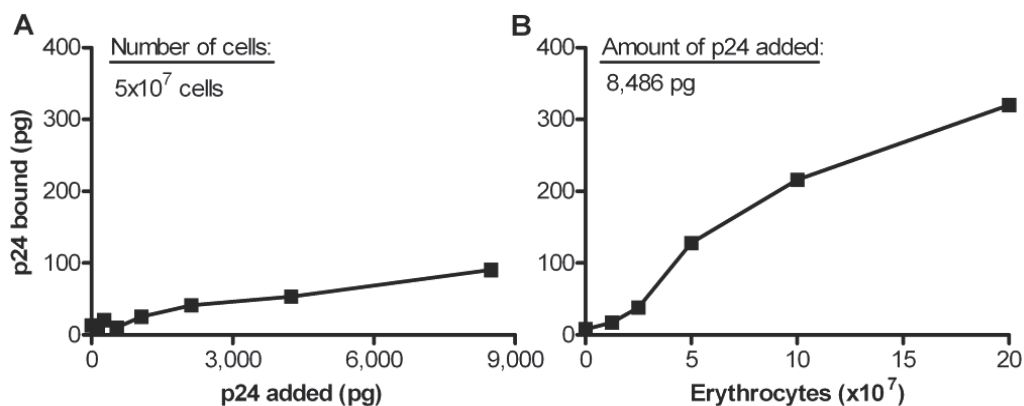 A
Number of cells:
5x10⁷ cells
400
300
200
100
0
p24 bound (pg)
0 3,000 6,000 9,000
p24 added (pg)
B
Amount of p24 added:
8,486 pg
400
300
200
100
0
0 5 10 15 20
Erythrocytes (x10⁷)